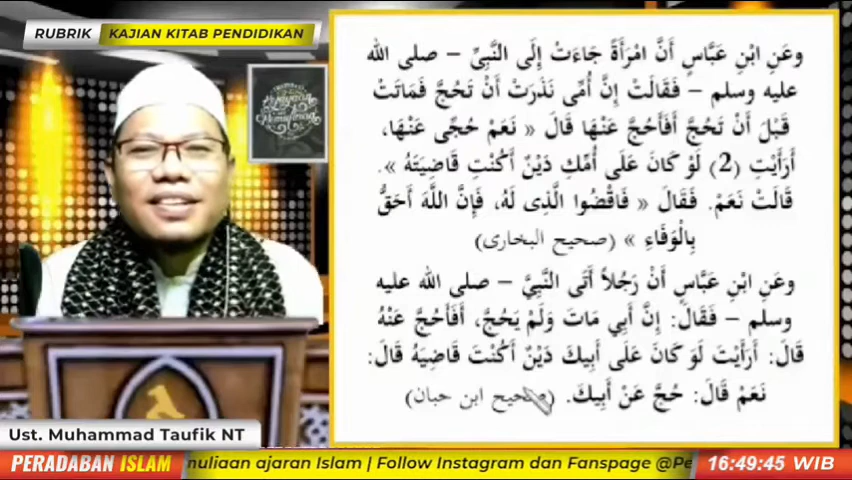 RUBRIK KAJIAN KITAB PENDIDIKAN
وعَنِ ابْنِ عَبَّاسٍ أَنَّ امْرَأَةً جَاءَتْ إِلَى النَّبِيِّ – صلى الله
عليه وسلم – فَقَالَتْ إِنَّ أُمِّى نَذَرَتْ أَنْ تَحُجَّ فَمَاتَتْ
قَبْلَ أَنْ تَحُجَّ أَفَأَحُجَّ عَنْهَا قَالَ « نَعَمْ حُجِّى عَنْهَا،
أَرَأَيْتِ (2) لَوْ كَانَ عَلَى أُمِّكِ دَيْنٌ أَكُنْتِ قَاضِيَتَهُ ».
قَالَتْ نَعَمْ. فَقَالَ « فَاقْضُوا الَّذِى لَهُ، فَإِنَّ اللَّهَ أَحَقُّ
بِالْوَفَاءِ » (صحيح البخارى)
وعَنِ ابْنِ عَبَّاسٍ أَنْ رَجُلاً أَتَى النَّبِيَّ – صلى الله عليه
وسلم – فَقَالَ: إِنَّ أَبِي مَاتَ وَلَمْ يَحُجَّ، أَفَأَحُجَّ عَنْهُ
قَالَ: أَرَأَيْتَ لَوَ كَانَ عَلَى أَبِيكَ دَيْنٌ أَكُنْتَ قَاضِيَهُ قَالَ:
نَعَمْ قَالَ: حُجَّ عَنْ أَبِيكَ. (صحيح ابن حبان)
Ust. Muhammad Taufik NT
PERADABAN ISLAM
nuliaan ajaran Islam | Follow Instagram dan Fanspage @Pe
16:49:45 WIB